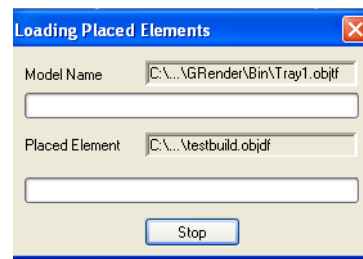 Loading Placed Elements
Model Name C:\...\GRender\Bin\Tray1.objtf
Placed Element C:\...\testbuild.objdf
Stop